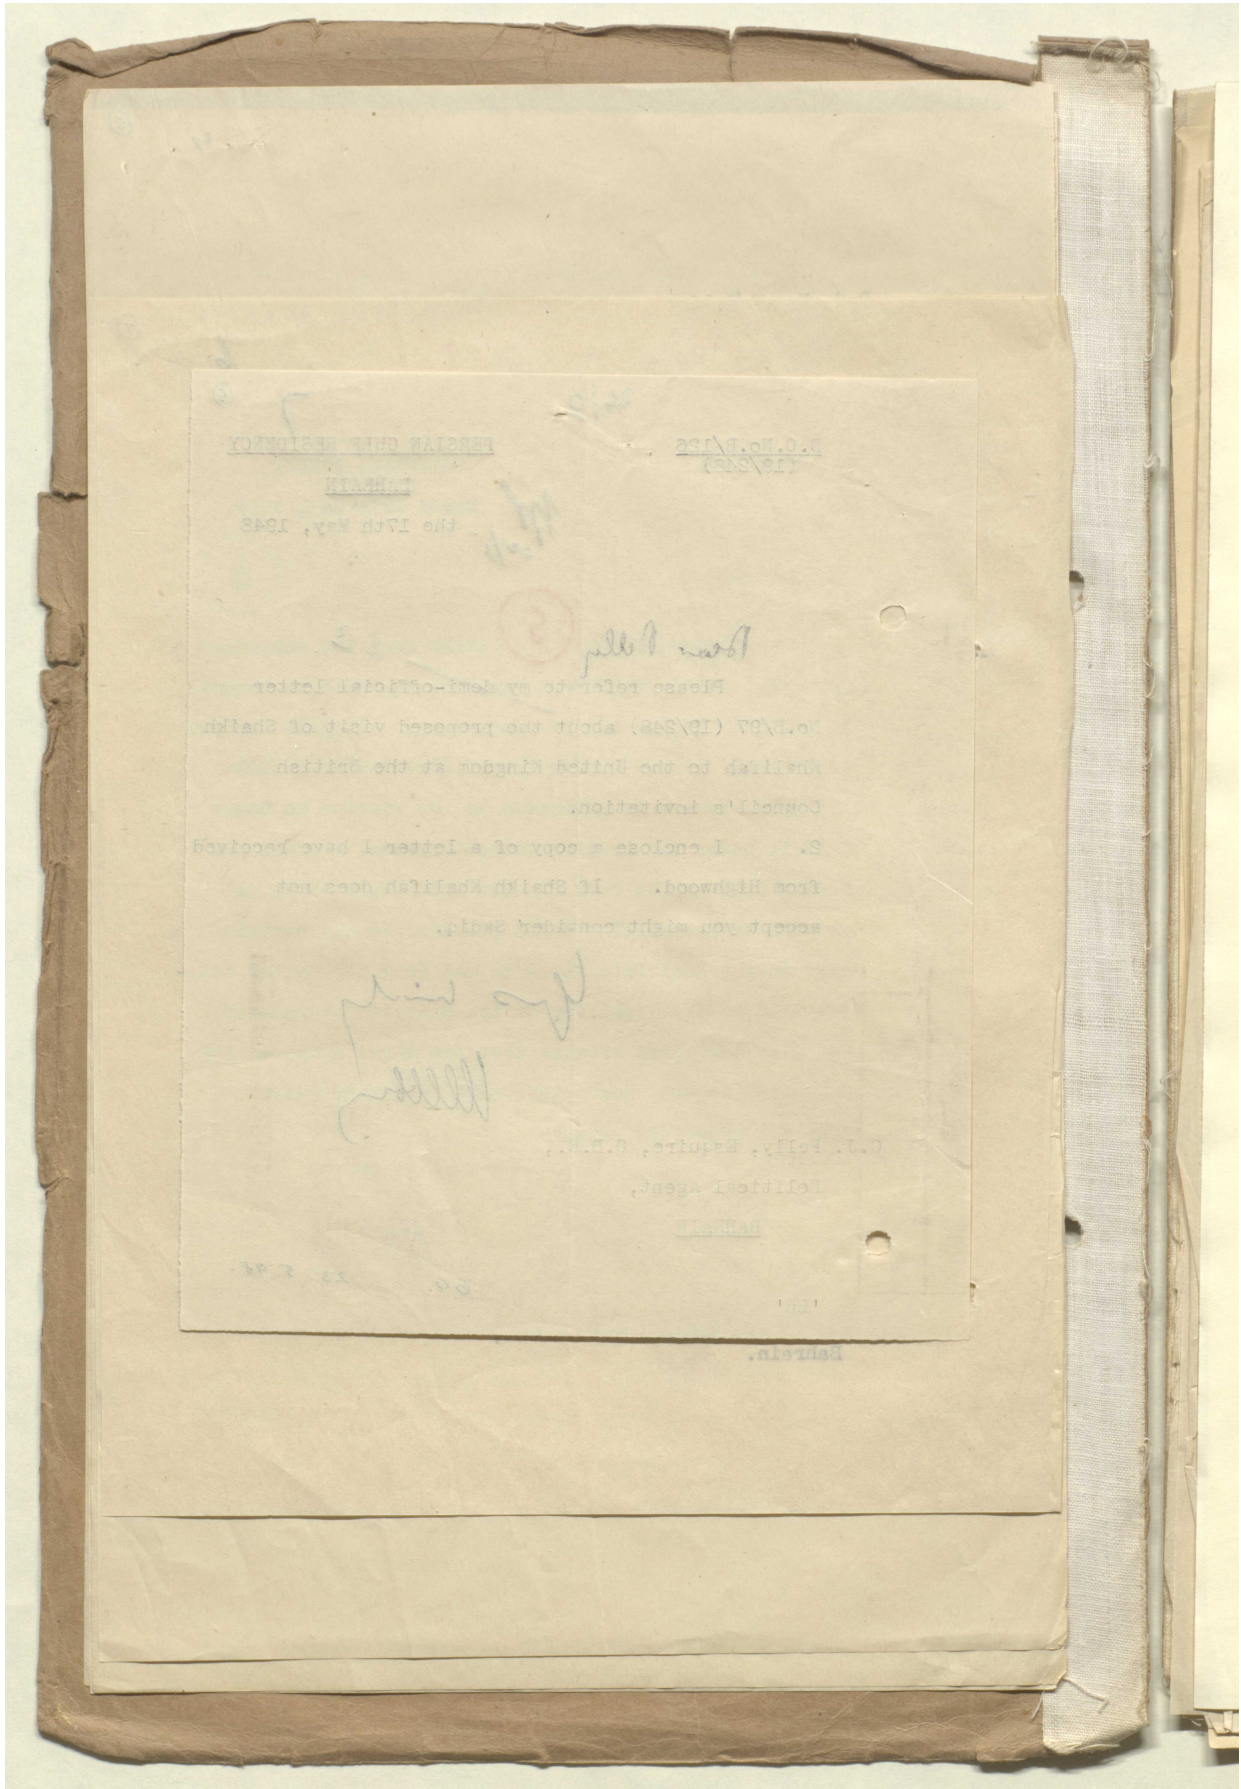 D.O.No.R/126
(19/248)
PERSIAN GULF RESIDENCY
BAHRAIN
the 17th May, 1948
5
Dear Pelly
Please refer to my demi-official letter
No.R/97 (19/248) about the proposed visit of Shaikh
Khalifah to the United Kingdom at the British
Council's invitation.
2. I enclose a copy of a letter I have received
from Highwood. If Shaikh Khalifah does not
accept you might consider Sadiq.
C.J. Pelly, Esquire, O.B.E.,
Political Agent,
BAHRAIN
Bahrein.